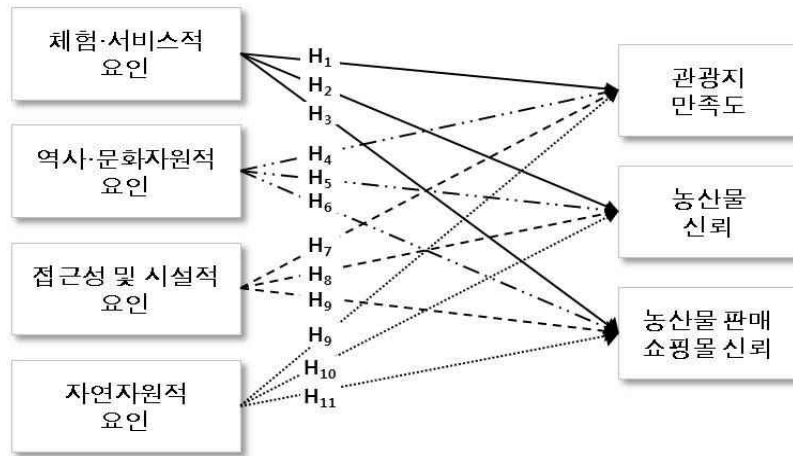 체험·서비스적
요인
역사·문화자원적
요인
접근성 및 시설적
요인
자연자원적
요인
H₁
H₂
H₃
H₄
H₅
H₆
H₇
H₈
H₉
H₉
H₁₀
H₁₁
관광지
만족도
농산물
신뢰
농산물 판매
쇼핑몰 신뢰